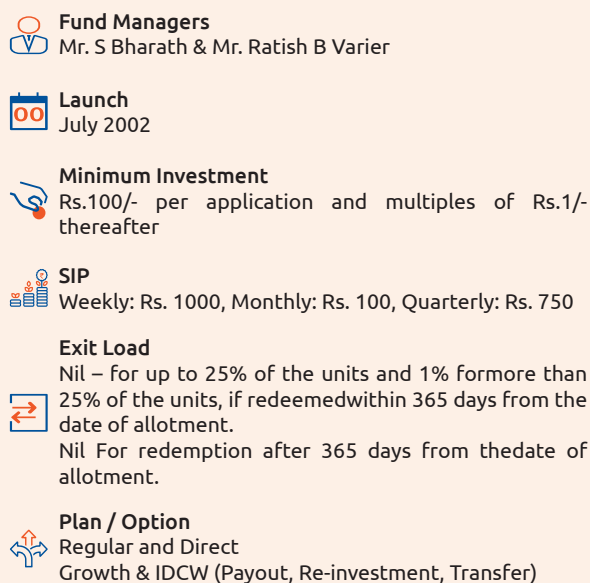 Fund Managers
Mr. S Bharath & Mr. Ratish B Varier
00
Launch
July 2002
Minimum Investment
Rs.100/- per application and multiples of Rs.1/-
thereafter
SIP
Weekly: Rs. 1000, Monthly: Rs. 100, Quarterly: Rs. 750
Exit Load
Nil – for up to 25% of the units and 1% formore than
25% of the units, if redeemedwithin 365 days from the
date of allotment.
Nil For redemption after 365 days from thedate of
allotment.
Plan / Option
Regular and Direct
Growth & IDCW (Payout, Re-investment, Transfer)